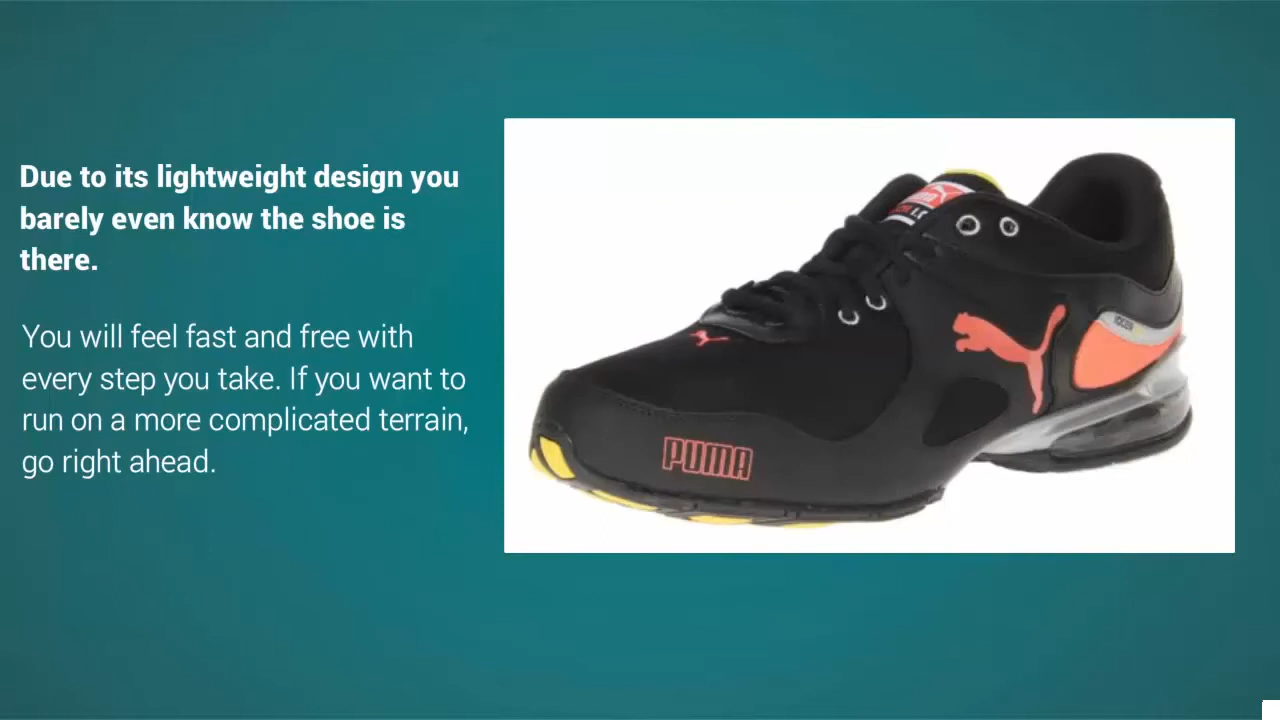 Due to its lightweight design you
barely even know the shoe is
there.
You will feel fast and free with
every step you take. If you want to
run on a more complicated terrain,
go right ahead.
PUMA